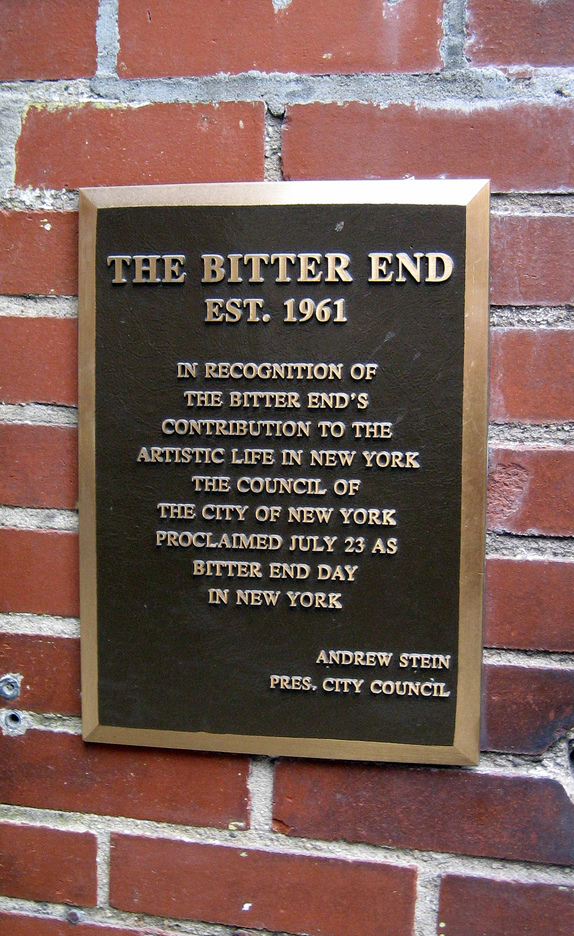 THE BITTER END
EST. 1961
IN RECOGNITION OF
THE BITTER END'S
CONTRIBUTION TO THE
ARTISTIC LIFE IN NEW YORK
THE COUNCIL OF
THE CITY OF NEW YORK
PROCLAIMED JULY 23 AS
BITTER END DAY
IN NEW YORK
ANDREW STEIN
PRES. CITY COUNCIL